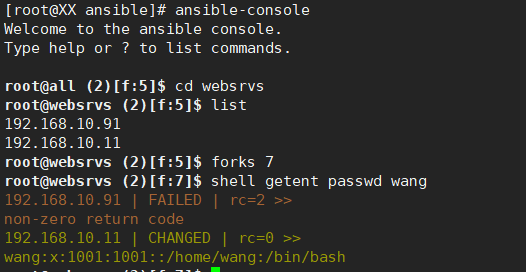 [root@XX ansible]# ansible-console
Welcome to the ansible console.
Type help or ? to list commands.
root@all (2)[f:5]$ cd websrvs
root@websrvs (2)[f:5]$ list
192.168.10.91
192.168.10.11
root@websrvs (2)[f:5]$ forks 7
root@websrvs (2)[f:7]$ shell getent passwd wang
192.168.10.91 | FAILED | rc=2 >>
non-zero return code
192.168.10.11 | CHANGED | rc=0 >>
wang:x:1001:1001::/home/wang:/bin/bash